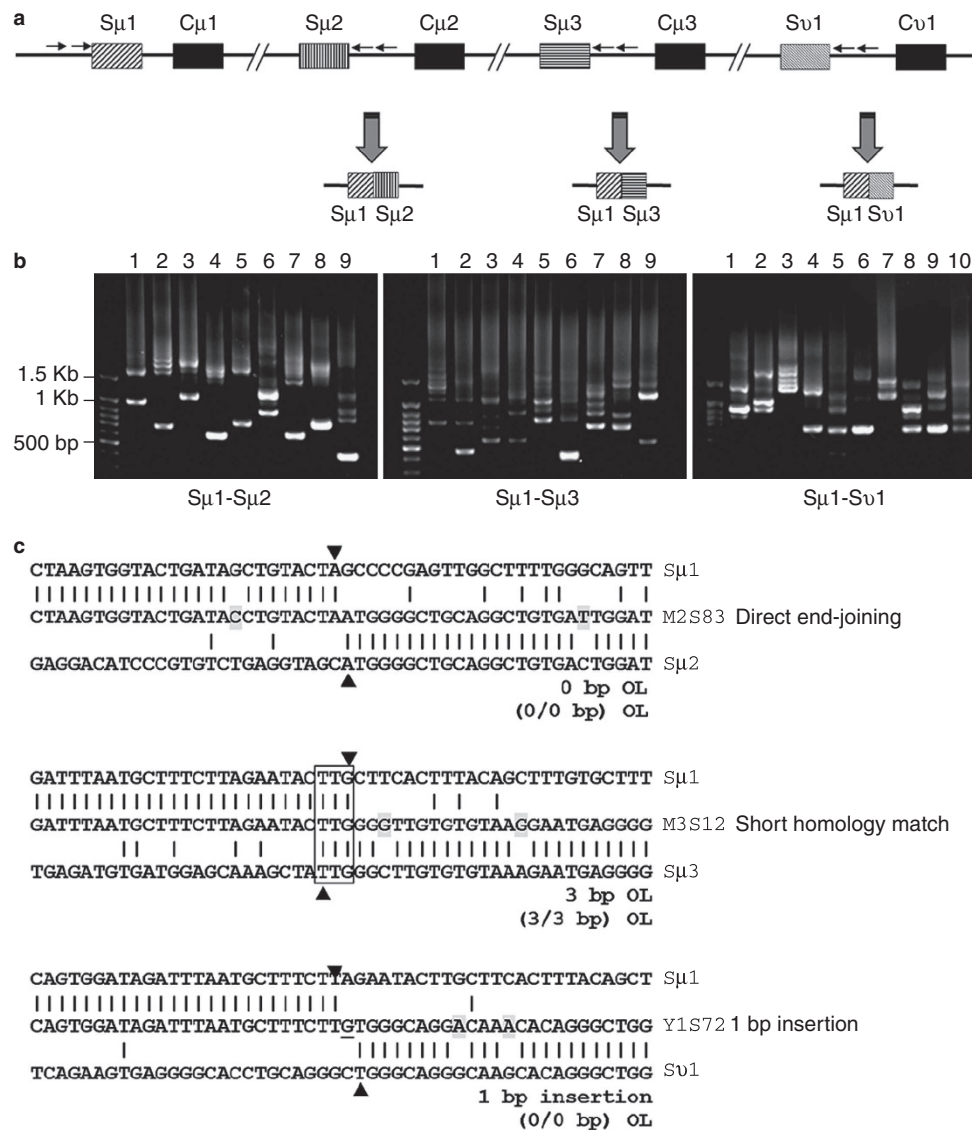 a
Sμ1 Cμ1 Sμ2 Cμ2 Sμ3 Cμ3 Sυ1 Cυ1
Sμ1 Sμ2 Sμ1 Sμ3 Sμ1 Sυ1
b
1 2 3 4 5 6 7 8 9 1 2 3 4 5 6 7 8 9 1 2 3 4 5 6 7 8 9 10
1.5 Kb
1 Kb
500 bp
Sμ1-Sμ2 Sμ1-Sμ3 Sμ1-Sυ1
c
CTAAGTGGTACTGATAGCTGTACTAGCCCCGAGTTGGCTTTTGGGCAGTT Sμ1
CTAAGTGGTACTGATACCTGTACTAATGGGGCTGCAGGCTGTGATTGGAT M2S83 Direct end-joining
GAGGACATCCCGTGTCTGAGGTAGCATGGGGCTGCAGGCTGTGACTGGAT Sμ2
0 bp OL
(0/0 bp) OL
GATTTAATGCTTTCTTAGAATACTTGCTTCACTTTACAGCTTTGTGCTTT Sμ1
GATTTAATGCTTTCTTAGAATACTTGGGGTTGTGTGTAAGGAATGAGGGG M3S12 Short homology match
TGAGATGTGATGGAGCAAAGCTATTGGGCTTGTGTGTAAAGAATGAGGGG Sμ3
3 bp OL
(3/3 bp) OL
CAGTGGATAGATTTAATGCTTTCTTAGAATACTTGCTTCACTTTACAGCT Sμ1
CAGTGGATAGATTTAATGCTTTCTTGTGGGCAGGACAAACACAGGGCTGG Y1S72 1 bp insertion
TCAGAAGTGAGGGGCACCTGCAGGGCTGGGCAGGGCAAGCACAGGGCTGG Sυ1
1 bp insertion
(0/0 bp) OL